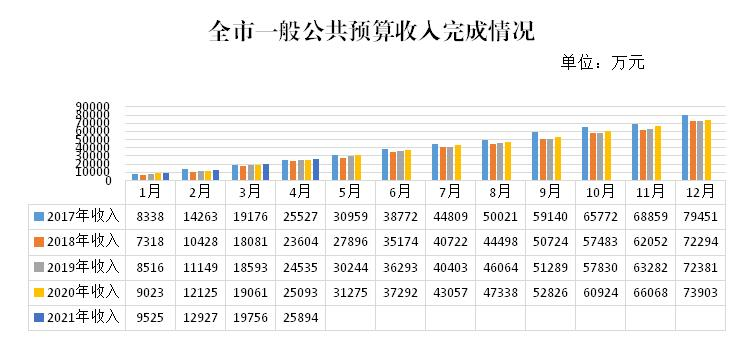 全市一般公共预算收入完成情况
单位：万元
90000
80000
70000
60000
50000
40000
30000
20000
10000
0
1月 2月 3月 4月 5月 6月 7月 8月 9月 10月 11月 12月
2017年收入 8338 14263 19176 25527 30959 38772 44809 50021 59140 65772 68859 79451
2018年收入 7318 10428 18081 23604 27896 35174 40722 44498 50724 57483 62052 72294
2019年收入 8516 11149 18593 24535 30244 36293 40403 46064 51289 57830 63282 72381
2020年收入 9023 12125 19061 25093 31275 37292 43057 47338 52826 60924 66068 73903
2021年收入 9525 12927 19756 25894